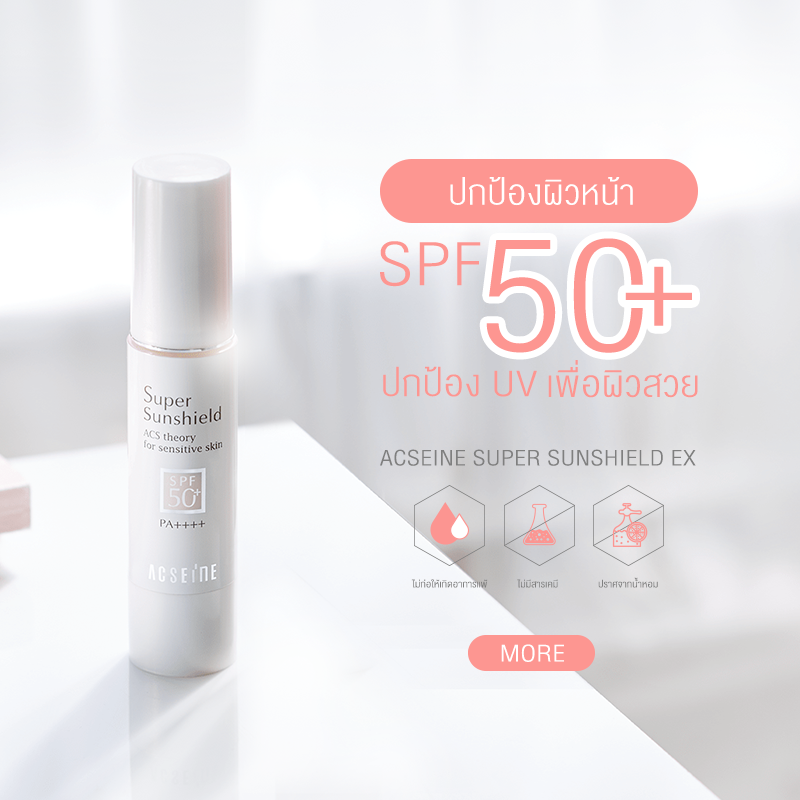 Super
Sunshield
ACS theory
for sensitive skin
SPF
50+
PA++++
ACSEINE
ปกป้องผิวหน้า
SPF 50+
ปกป้อง UV เพื่อผิวสวย
ACSEINE SUPER SUNSHIELD EX
ไม่ก่อให้เกิดอาการแพ้
ไม่มีสารเคมี
ปราศจากน้ำหอม
MORE